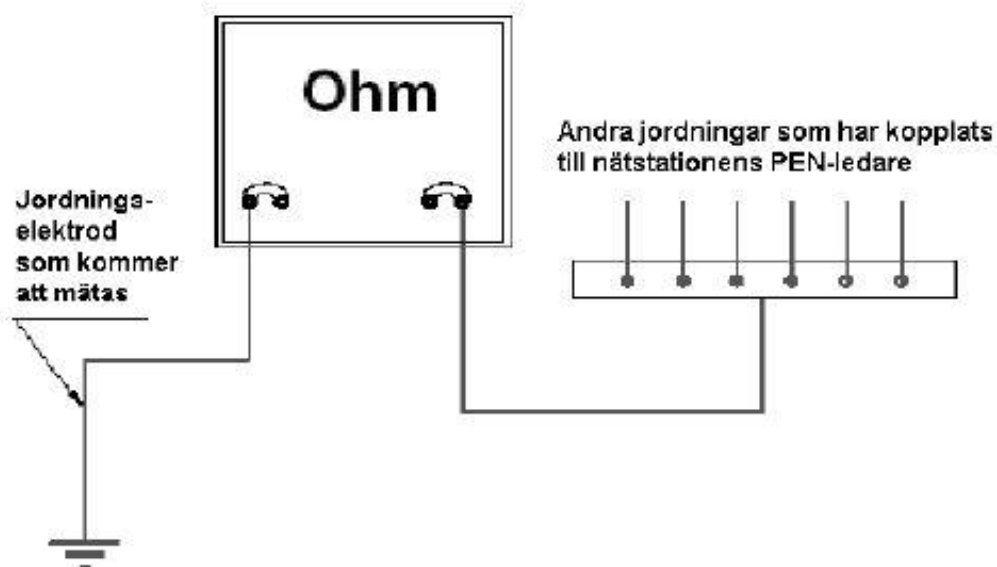 Ohm
Andra jordningar som har kopplats
till nätstationens PEN-ledare
Jordnings-
elektrod
som kommer
att mätas